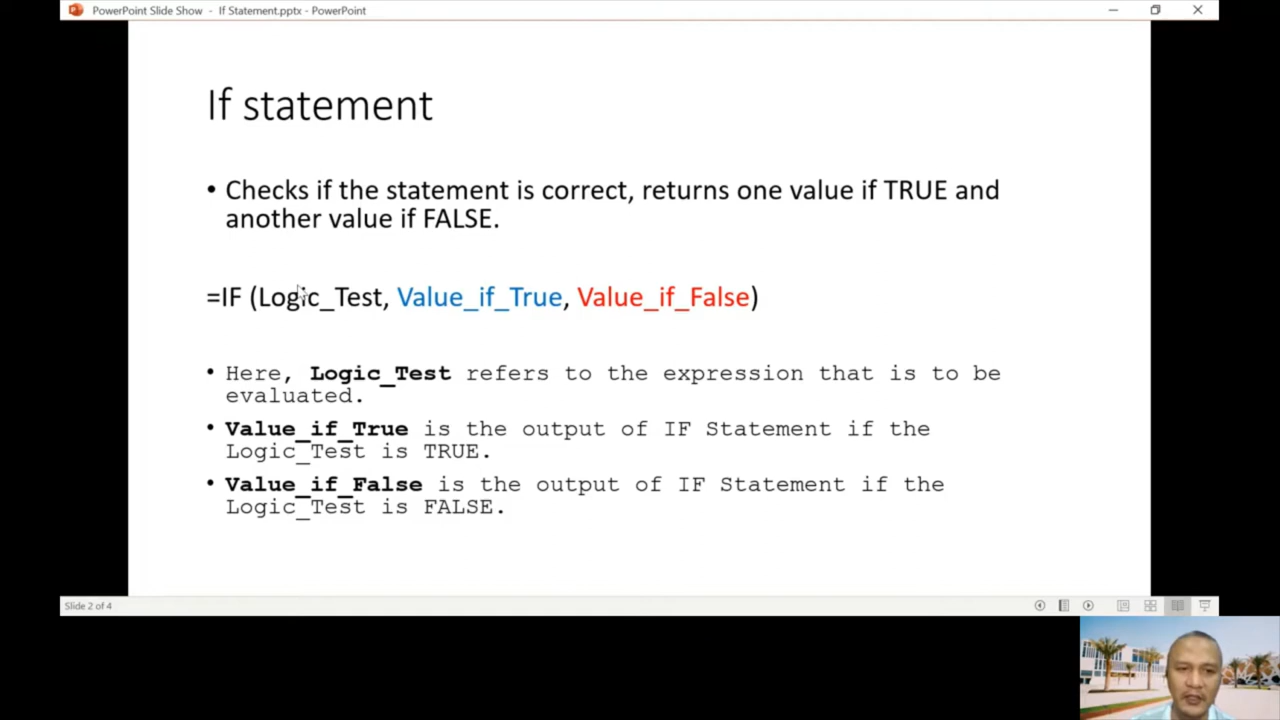 PowerPoint Slide Show - If Statement.pptx - PowerPoint
If statement
• Checks if the statement is correct, returns one value if TRUE and
another value if FALSE.
=IF (Logic_Test, Value_if_True, Value_if_False)
• Here, Logic_Test refers to the expression that is to be
evaluated.
• Value_if_True is the output of IF Statement if the
Logic_Test is TRUE.
• Value_if_False is the output of IF Statement if the
Logic_Test is FALSE.
Slide 2 of 4